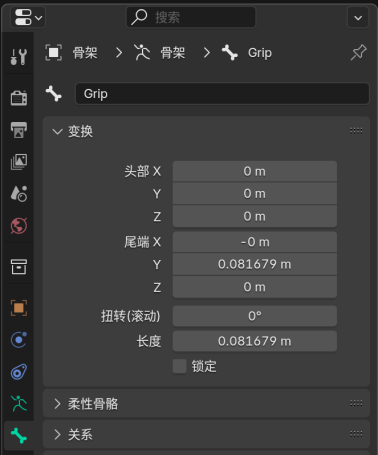 搜索
骨架 > 骨架 > Grip
Grip
变换
头部 X 0 m
Y 0 m
Z 0 m
尾端 X -0 m
Y 0.081679 m
Z 0 m
扭转(滚动) 0°
长度 0.081679 m
锁定
柔性骨骼
关系